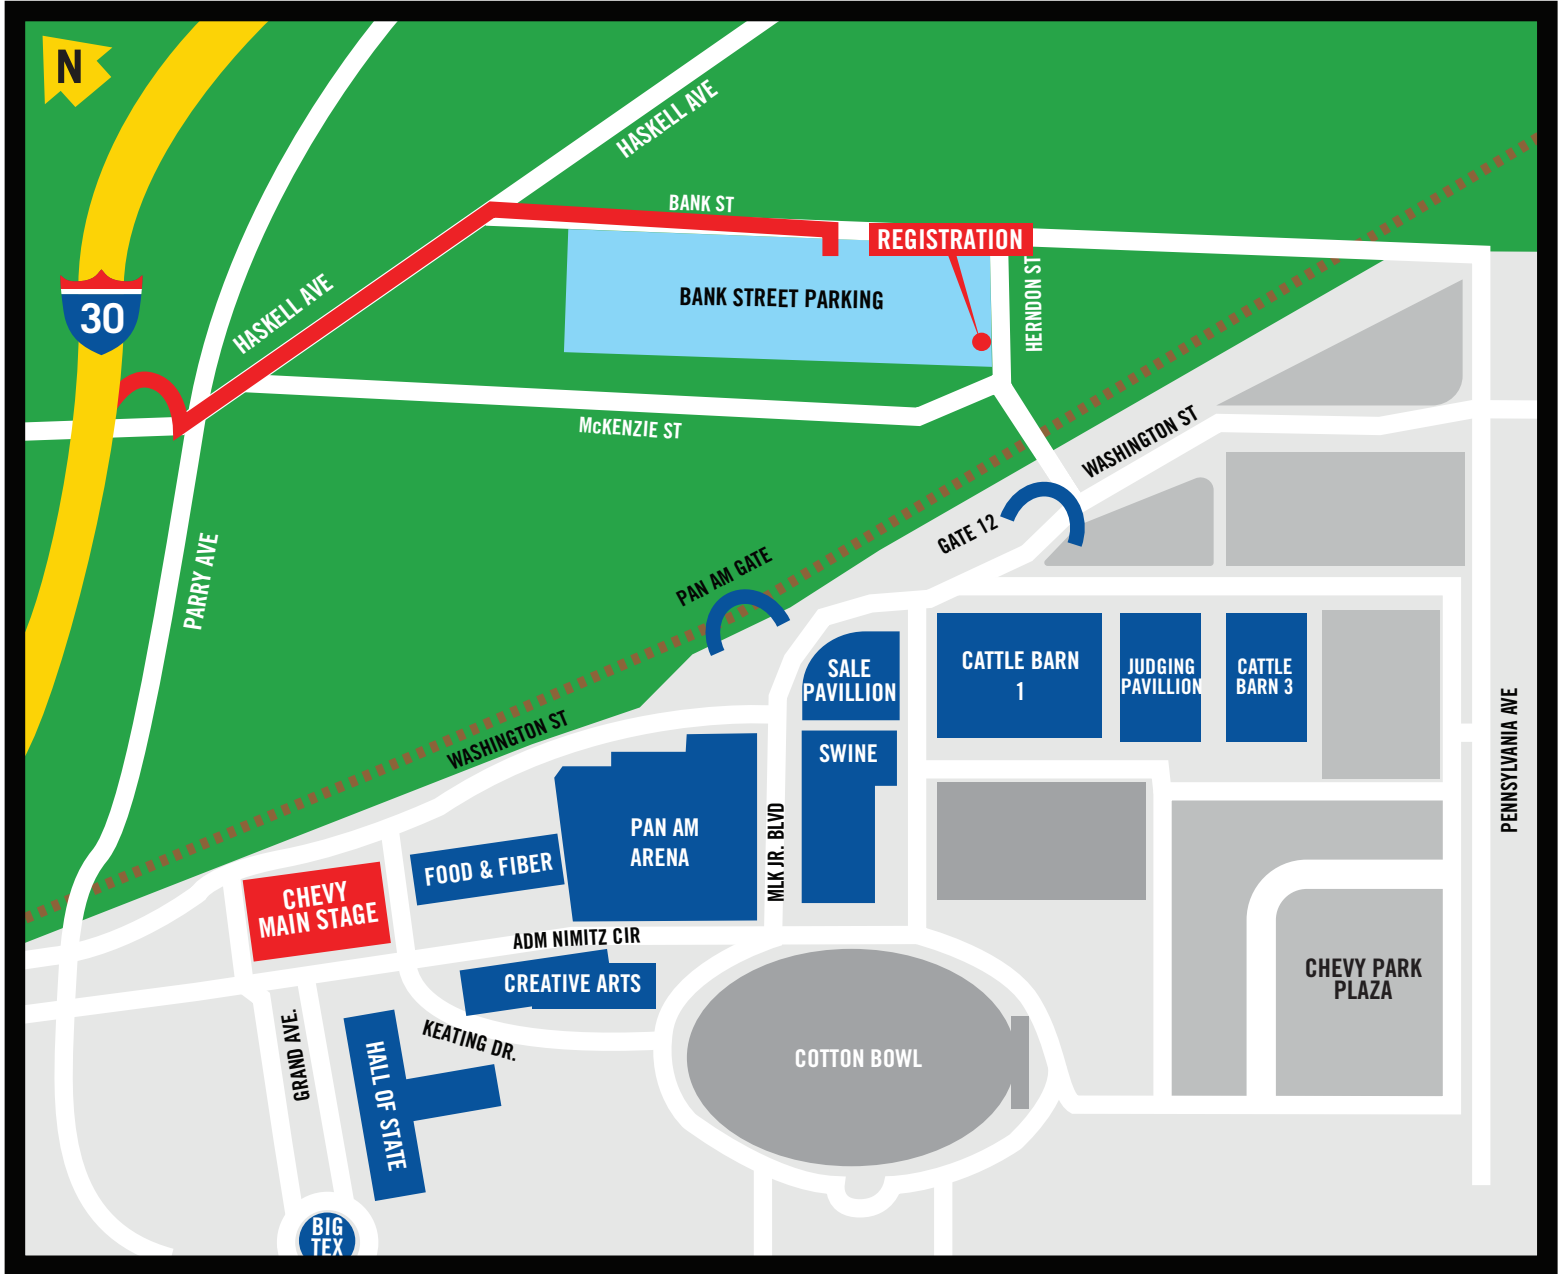 N
HASKELL AVE
BANK ST
REGISTRATION
30
HASKELL AVE
BANK STREET PARKING
HERNDON ST
McKENZIE ST
WASHINGTON ST
GATE 12
PARRY AVE
PAN AM GATE
SALE
PAVILLION
CATTLE BARN
1
JUDGING
PAVILLION
CATTLE
BARN 3
WASHINGTON ST
SWINE
PENNSYLVANIA AVE
PAN AM
ARENA
MLK JR. BLVD
FOOD & FIBER
CHEVY
MAIN STAGE
ADM NIMITZ CIR
CREATIVE ARTS
CHEVY PARK
PLAZA
KEATING DR.
GRAND AVE.
HALL OF STATE
COTTON BOWL
BIG
TEX